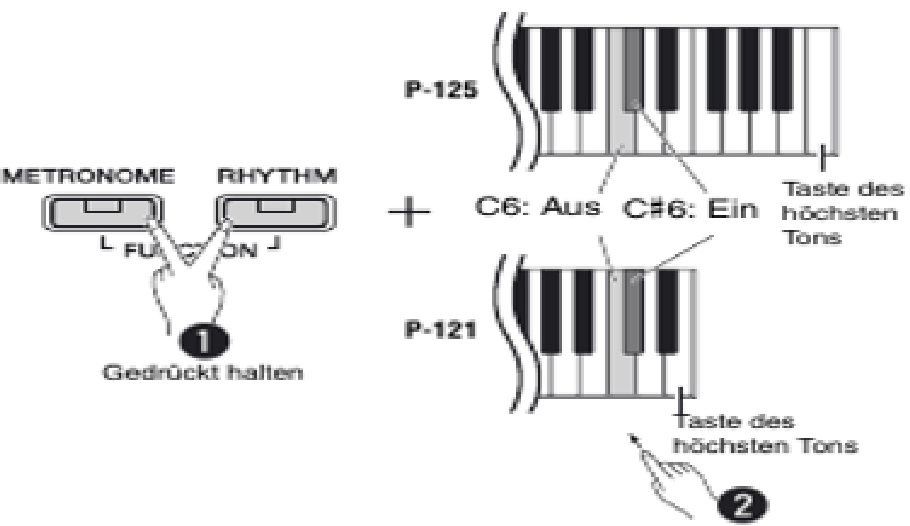 P-125
METRONOME RHYTHM
FUNCTION
+
C6: Aus C#6: Ein
Taste des
höchsten
Tons
P-121
1
Gedrückt halten
Taste des
höchsten Tons
2